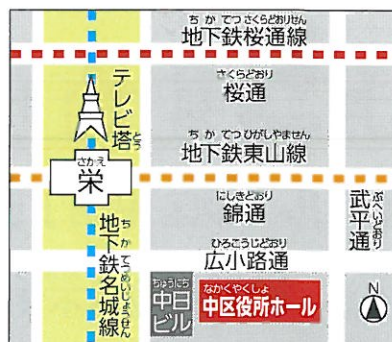 ちかてつさくらどおりせん
地下鉄桜通線
さくらどおり
桜通
テレビ塔
とう
ちかてつひがしやません
地下鉄東山線
さかえ
栄
にしきどおり
錦通
ぶへいどおり
武平通
ひろこうじどおり
広小路通
ちかてつめいじょうせん
地下鉄名城線
ちゅうにち
中日
ビル
なかくやくしょ
中区役所ホール
N